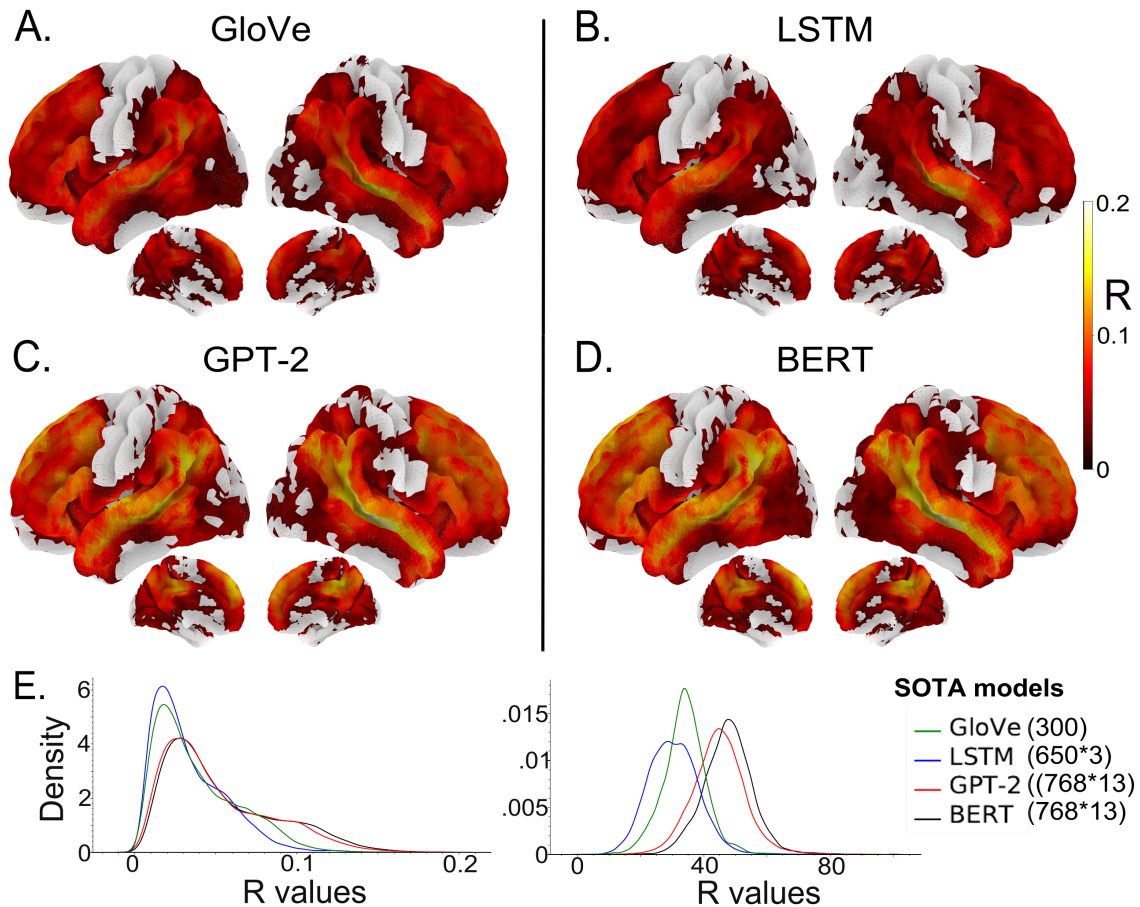 A.
GloVe
B.
LSTM
0.2
R
0.1
0
C.
GPT-2
D.
BERT
E.
Density
6
4
2
0
0
0.1
0.2
R values
.015
.01
.005
0
0
40
80
R values
SOTA models
GloVe (300)
LSTM (650*3)
GPT-2 ((768*13)
BERT (768*13)